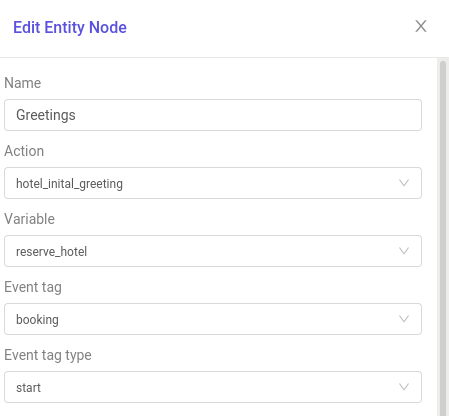 Edit Entity Node
Name
Greetings
Action
hotel_inital_greeting
Variable
reserve_hotel
Event tag
booking
Event tag type
start